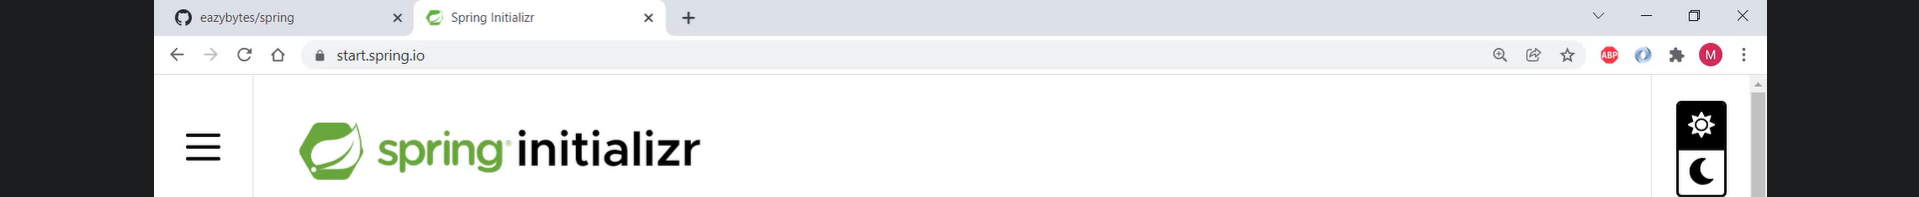 eazybytes/spring
Spring Initializr
start.spring.io
ABP
M
spring® initializr